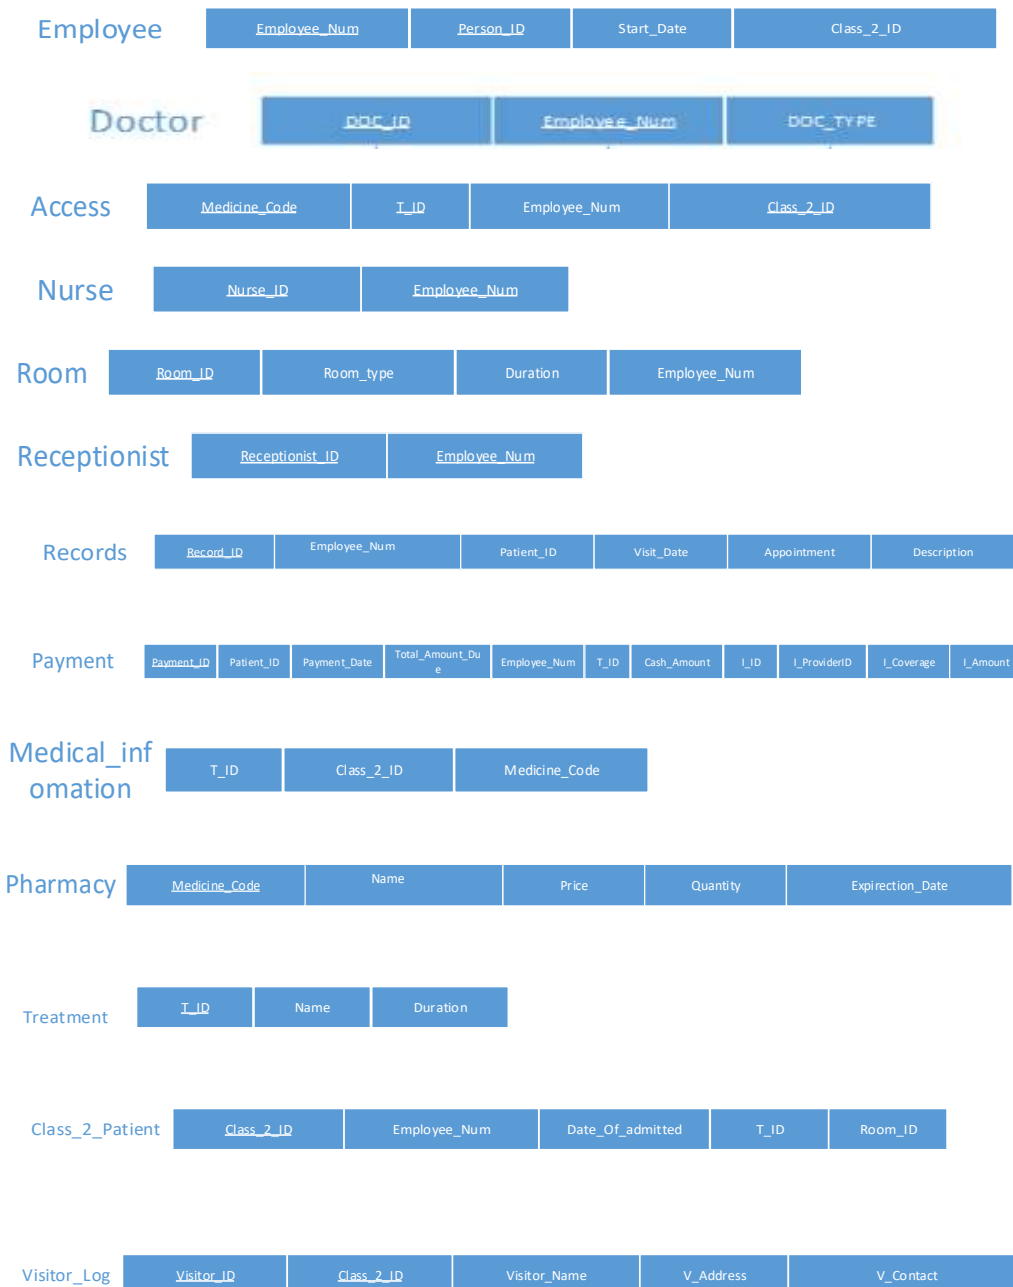 Employee Employee_Num Person_ID Start_Date Class_2_ID
Doctor DOC_ID Employee_Num DOC_TYPE
Access Medicine_Code T_ID Employee_Num Class_2_ID
Nurse Nurse_ID Employee_Num
Room Room_ID Room_type Duration Employee_Num
Receptionist Receptionist_ID Employee_Num
Records Record_ID Employee_Num Patient_ID Visit_Date Appointment Description
Payment Payment_ID Patient_ID Payment_Date Total_Amount_Du
e Employee_Num T_ID Cash_Amount I_ID I_ProviderID I_Coverage I_Amount
Medical_inf
omation T_ID Class_2_ID Medicine_Code
Pharmacy Medicine_Code Name Price Quantity Expirection_Date
Treatment T_ID Name Duration
Class_2_Patient Class_2_ID Employee_Num Date_Of_admitted T_ID Room_ID
Visitor_Log Visitor_ID Class_2_ID Visitor_Name V_Address V_Contact